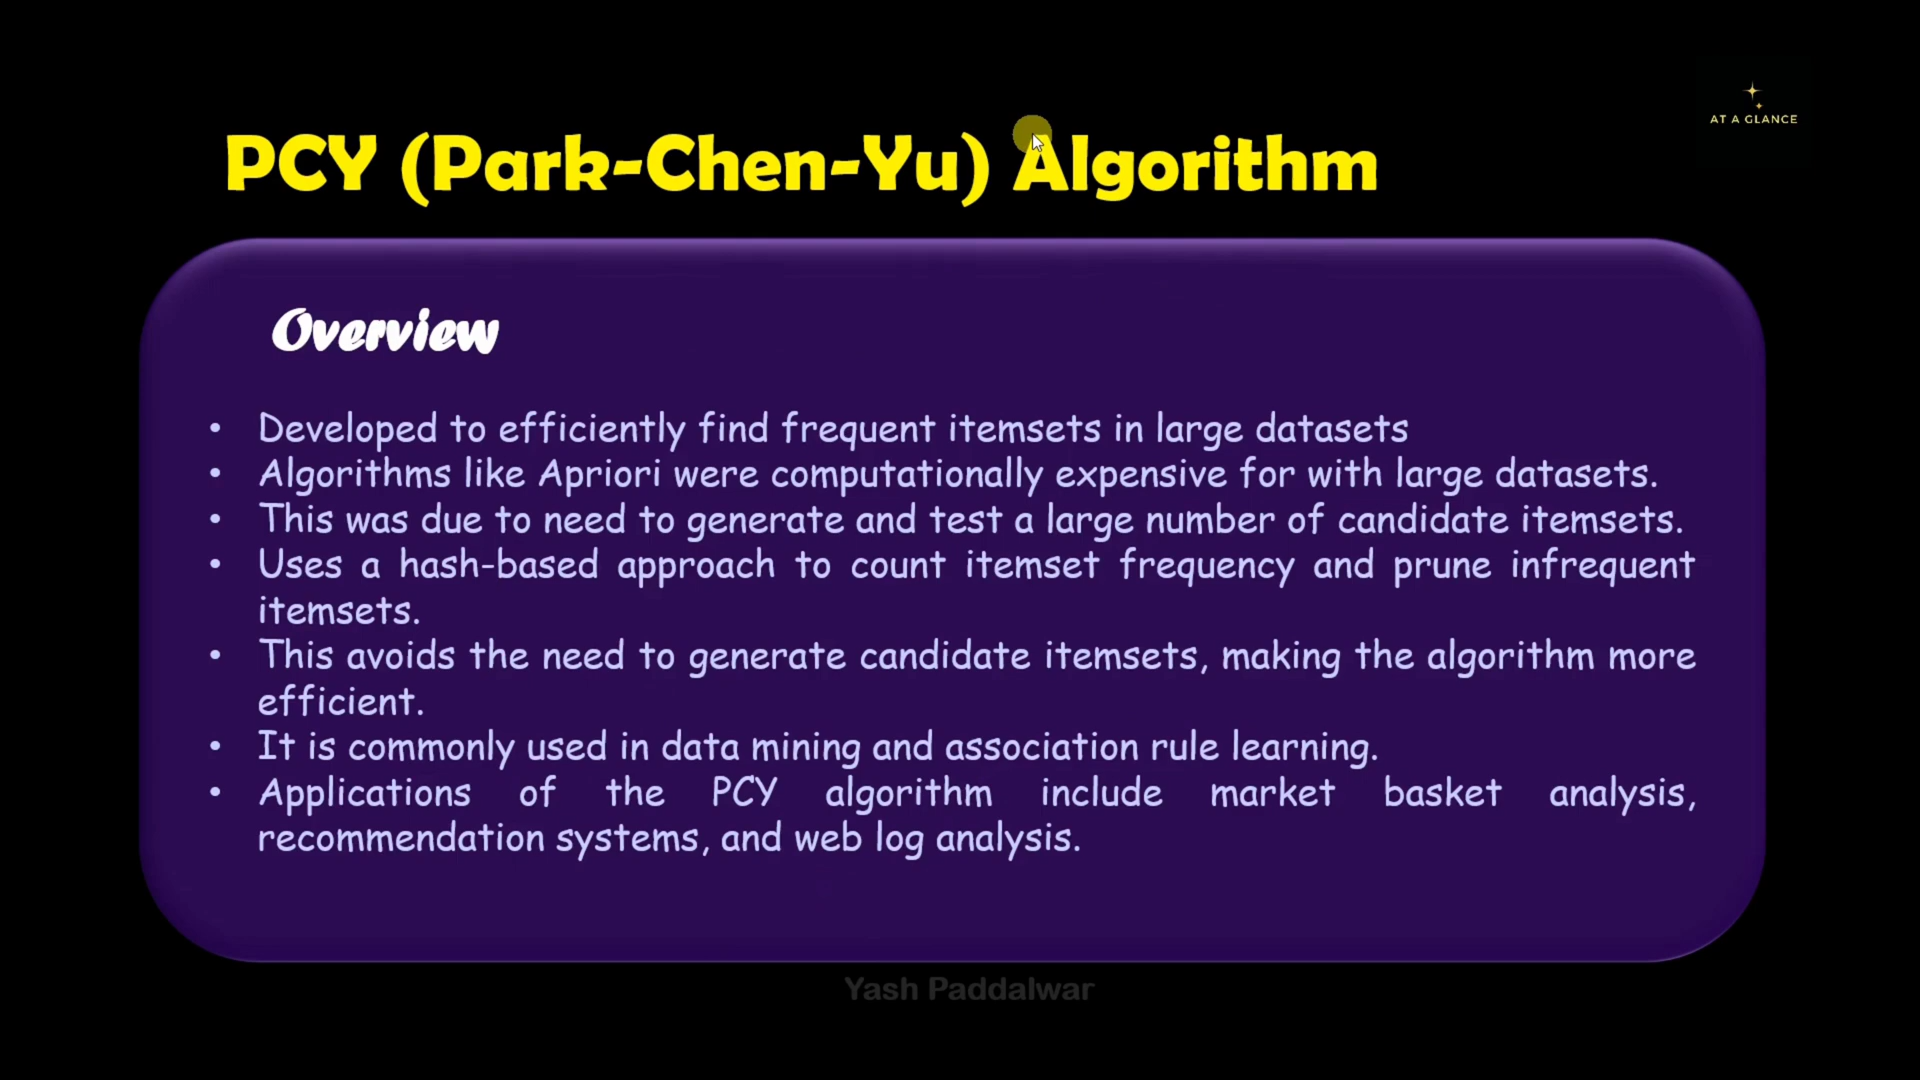 AT A GLANCE
PCY (Park-Chen-Yu) Algorithm
Overview
• Developed to efficiently find frequent itemsets in large datasets
• Algorithms like Apriori were computationally expensive for with large datasets.
• This was due to need to generate and test a large number of candidate itemsets.
• Uses a hash-based approach to count itemset frequency and prune infrequent
itemsets.
• This avoids the need to generate candidate itemsets, making the algorithm more
efficient.
• It is commonly used in data mining and association rule learning.
• Applications of the PCY algorithm include market basket analysis,
recommendation systems, and web log analysis.
Yash Paddalwar